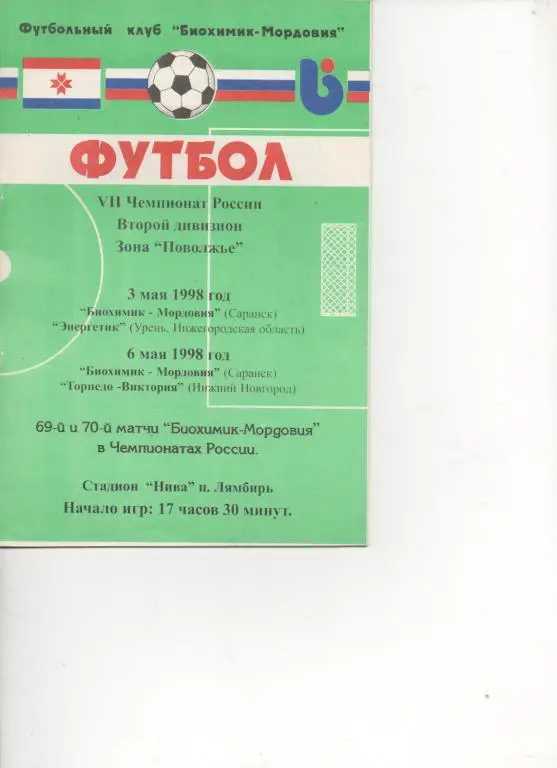 Футбольный клуб "Биохимик-Мордовия"
ФУТБОЛ
VII Чемпионат России
Второй дивизион
Зона "Поволжье"
3 мая 1998 год
"Биохимик - Мордовия" (Саранск)
"Энергетик" (Урень, Нижегородская область)
6 мая 1998 год
"Биохимик - Мордовия" (Саранск)
"Торпедо -Виктория" (Нижний Новгород)
69-й и 70-й матчи "Биохимик-Мордовия"
в Чемпионатах России.
Стадион "Нива" п. Лямбирь
Начало игр: 17 часов 30 минут.